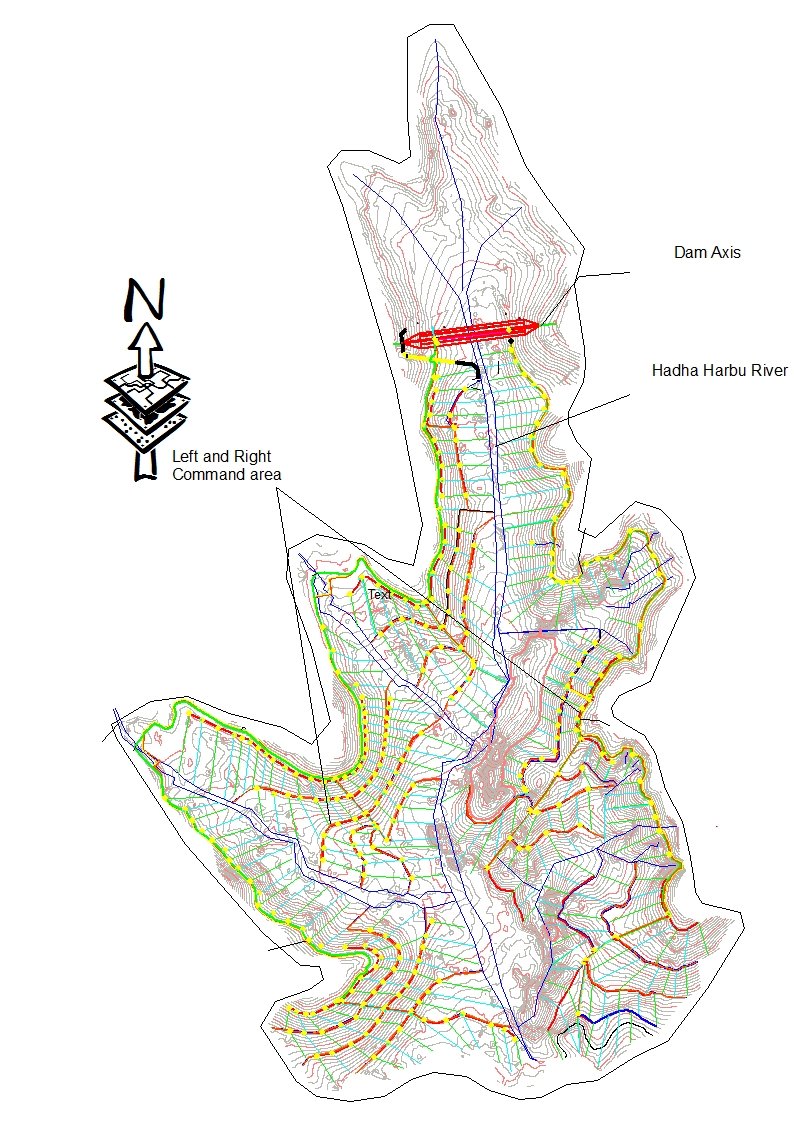 Dam Axis
N
Hadha Harbu River
Left and Right
Command area
Text